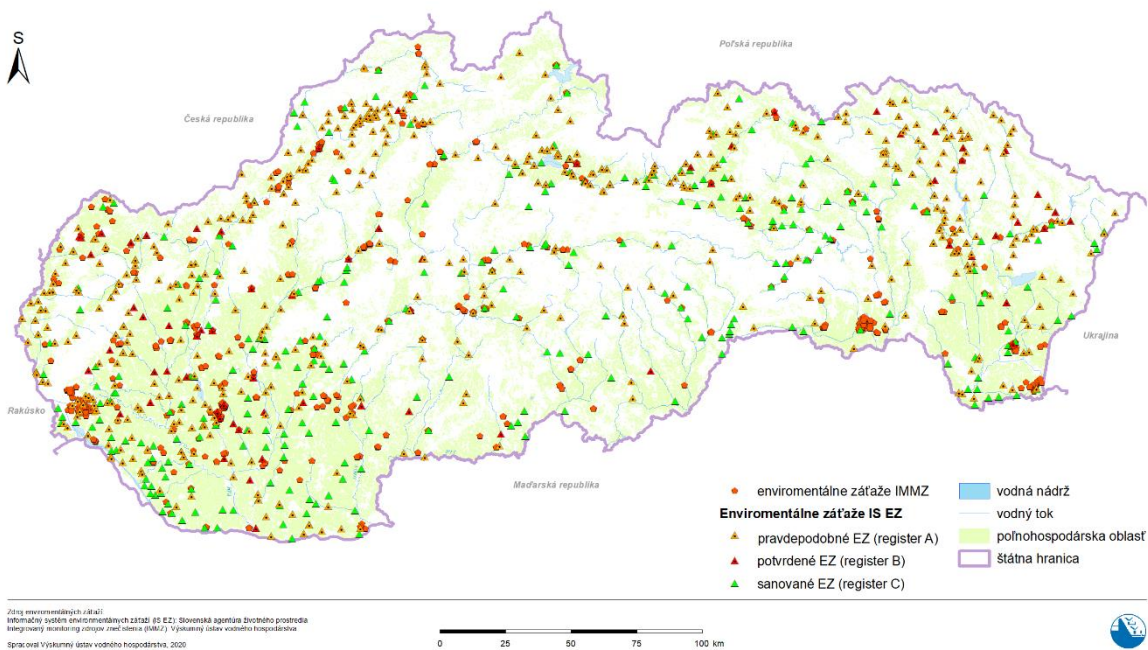 S
Poľská republika
Česká republika
Ukrajina
Rakúsko
Maďarská republika
enviromentálne záťaže IMMZ
Enviromentálne záťaže IS EZ
pravdepodobné EZ (register A)
potvrdené EZ (register B)
sanované EZ (register C)
vodná nádrž
vodný tok
poľnohospodárska oblasť
štátna hranica
Zdroj enviromentálnych záťaží:
Informačný systém enviromentálnych záťaží (IS EZ): Slovenská agentúra životného prostredia
Integrovaný monitoring zdrojov znečistenia (IMMZ): Výskumný ústav vodného hospodárstva
Spracoval Výskumný ústav vodného hospodárstva, 2020
0 25 50 75 100 km